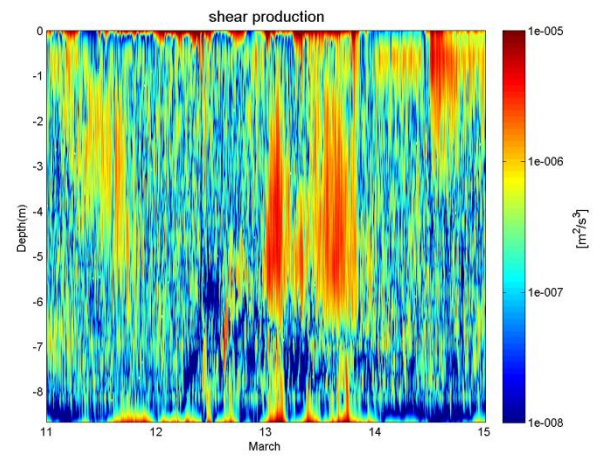 shear production
0
-1
-2
-3
-4
-5
-6
-7
-8
Depth(m)
11 12 13 14 15
March
1e-005
1e-006
1e-007
1e-008
[m²/s³]